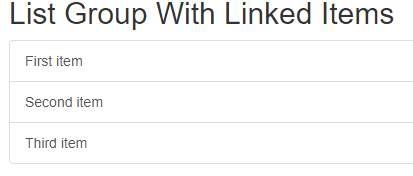 List Group With Linked Items
First item
Second item
Third item